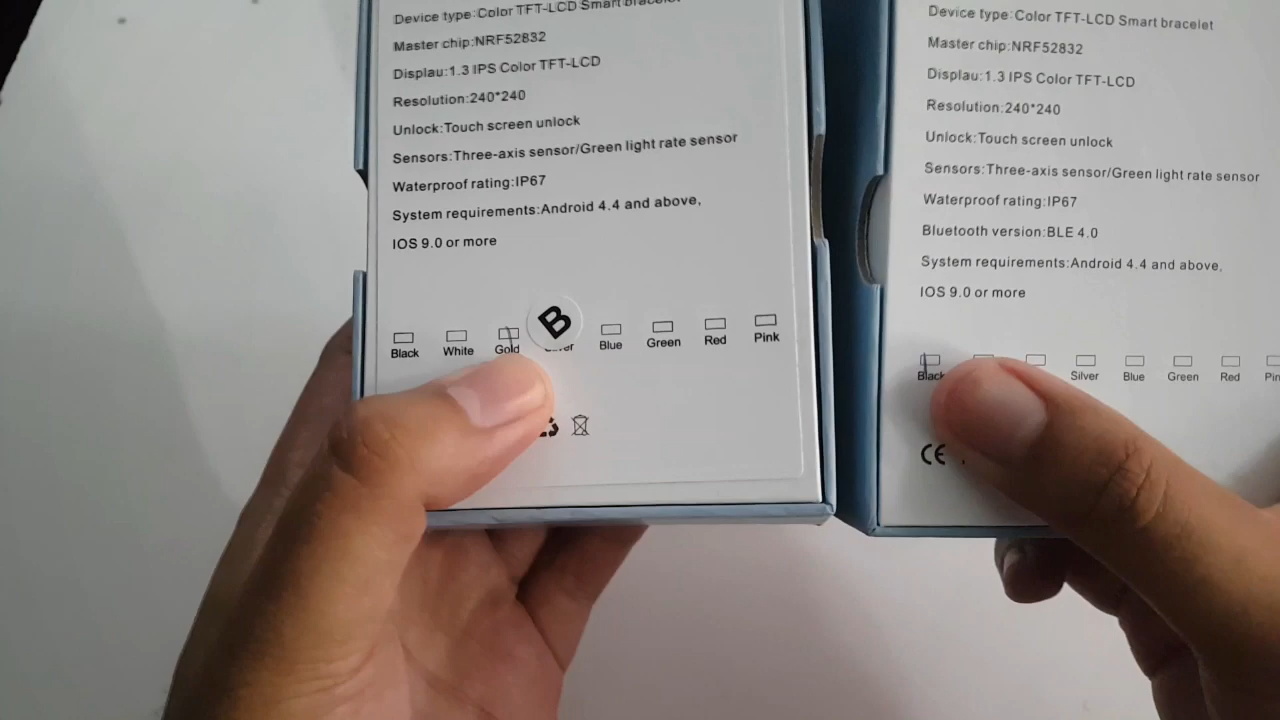 Device type:Color TFT-LCD Smart bracelet
Master chip:NRF52832
Displau:1.3 IPS Color TFT-LCD
Resolution:240*240
Unlock:Touch screen unlock
Sensors:Three-axis sensor/Green light rate sensor
Waterproof rating:IP67
System requirements:Android 4.4 and above,
IOS 9.0 or more
B
Black White Gold Blue Green Red Pink
Device type:Color TFT-LCD Smart bracelet
Master chip:NRF52832
Displau:1.3 IPS Color TFT-LCD
Resolution:240*240
Unlock:Touch screen unlock
Sensors:Three-axis sensor/Green light rate sensor
Waterproof rating:IP67
Bluetooth version:BLE 4.0
System requirements:Android 4.4 and above,
IOS 9.0 or more
Black Silver Blue Green Red
CE